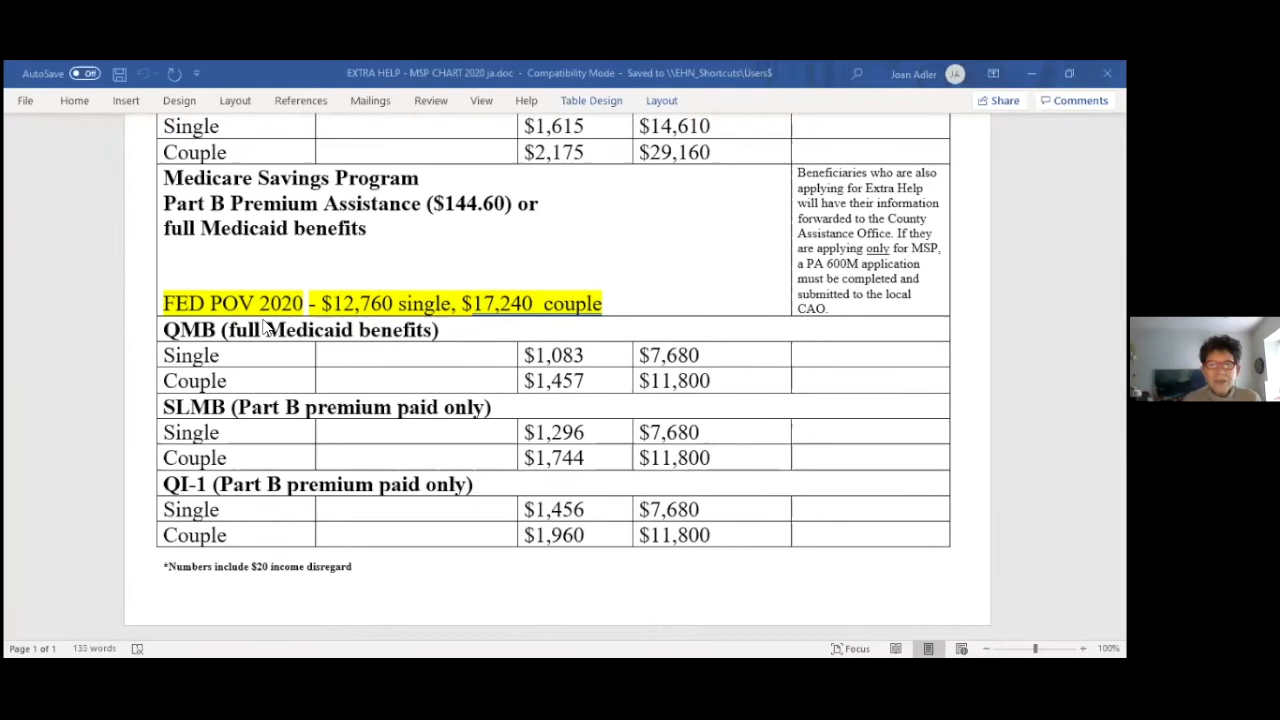 AutoSave Off
EXTRA HELP - MSP CHART 2020 ja.doc - Compatibility Mode - Saved to \\EHN_Shortcuts\Users$
Joan Adler JA
File Home Insert Design Layout References Mailings Review View Help Table Design Layout Share Comments
Single $1,615 $14,610
Couple $2,175 $29,160
Medicare Savings Program
Part B Premium Assistance ($144.60) or
full Medicaid benefits
FED POV 2020 - $12,760 single, $17,240 couple
Beneficiaries who are also
applying for Extra Help
will have their information
forwarded to the County
Assistance Office. If they
are applying only for MSP,
a PA 600M application
must be completed and
submitted to the local
CAO.
QMB (full Medicaid benefits)
Single $1,083 $7,680
Couple $1,457 $11,800
SLMB (Part B premium paid only)
Single $1,296 $7,680
Couple $1,744 $11,800
QI-1 (Part B premium paid only)
Single $1,456 $7,680
Couple $1,960 $11,800
*Numbers include $20 income disregard
Page 1 of 1 133 words Focus 100%